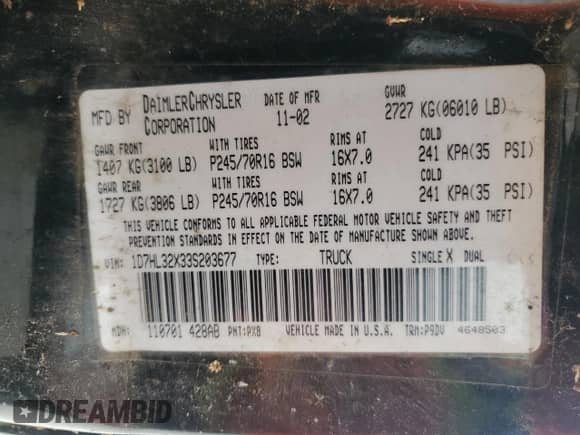 MFD BY DAIMLERCHRYSLER CORPORATION DATE OF MFR 11-02 GVWR 2727 KG(06010 LB)
GAWR FRONT WITH TIRES RIMS AT COLD
1407 KG(3100 LB) P245/70R16 BSW 16X7.0 241 KPA(35 PSI)
GAWR REAR WITH TIRES RIMS AT COLD
1727 KG(3806 LB) P245/70R16 BSW 16X7.0 241 KPA(35 PSI)
THIS VEHICLE CONFORMS TO ALL APPLICABLE FEDERAL MOTOR VEHICLE SAFETY AND THEFT
PREVENTION STANDARDS IN EFFECT ON THE DATE OF MANUFACTURE SHOWN ABOVE.
VIN: 1D7HL32X33S203677 TYPE: TRUCK SINGLE X DUAL
MDH: 110701 428AB PNT:PXB VEHICLE MADE IN U.S.A. TRM:P9DV 4648503
DREAMBID